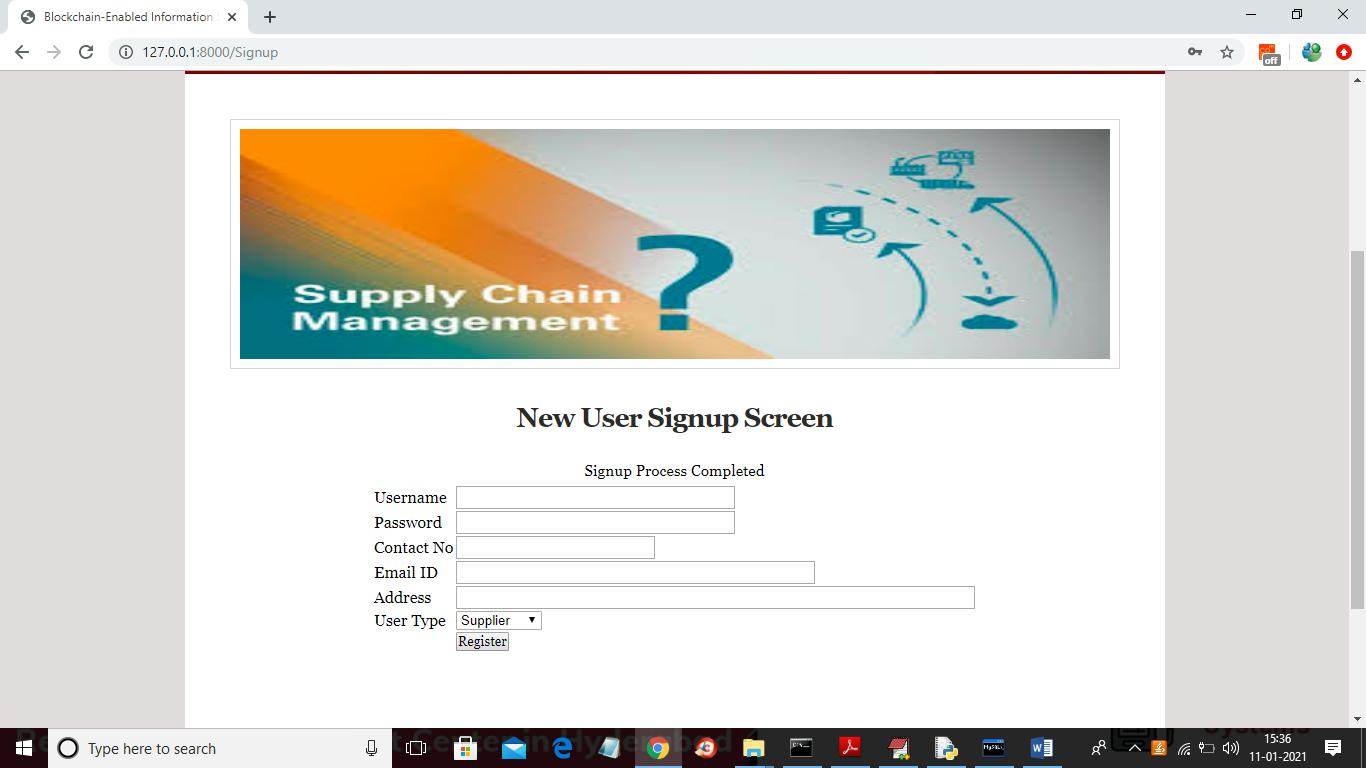 Blockchain-Enabled Information
127.0.0.1:8000/Signup
off
Supply Chain
Management
?
New User Signup Screen
Signup Process Completed
Username
Password
Contact No
Email ID
Address
User Type
Supplier
Register
Type here to search
15:36
11-01-2021